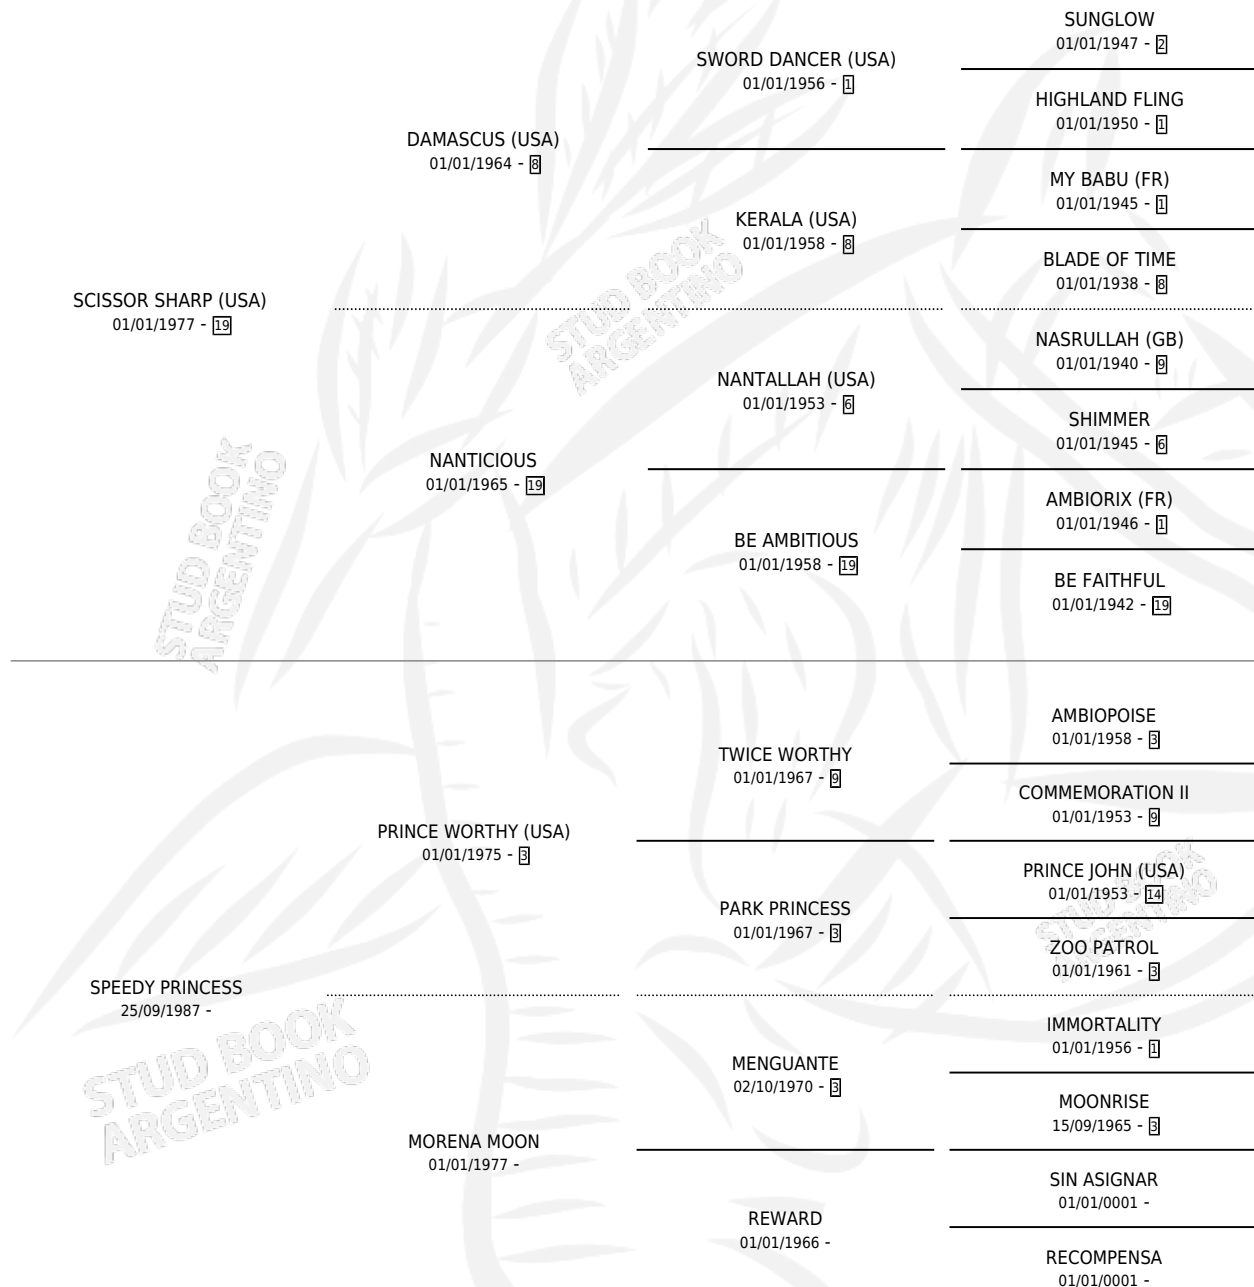 SUNGLOW
01/01/1947 - 2
SWORD DANCER (USA)
01/01/1956 - 1
HIGHLAND FLING
01/01/1950 - 1
DAMASCUS (USA)
01/01/1964 - 8
MY BABU (FR)
01/01/1945 - 1
KERALA (USA)
01/01/1958 - 8
BLADE OF TIME
01/01/1938 - 8
SCISSOR SHARP (USA)
01/01/1977 - 19
NASRULLAH (GB)
01/01/1940 - 9
NANTALLAH (USA)
01/01/1953 - 6
SHIMMER
01/01/1945 - 6
NANTICIOUS
01/01/1965 - 19
AMBIORIX (FR)
01/01/1946 - 1
BE AMBITIOUS
01/01/1958 - 19
BE FAITHFUL
01/01/1942 - 19
AMBIOPOISE
01/01/1958 - 3
TWICE WORTHY
01/01/1967 - 9
COMMEMORATION II
01/01/1953 - 9
PRINCE WORTHY (USA)
01/01/1975 - 3
PRINCE JOHN (USA)
01/01/1953 - 14
PARK PRINCESS
01/01/1967 - 3
ZOO PATROL
01/01/1961 - 3
SPEEDY PRINCESS
25/09/1987 -
IMMORTALITY
01/01/1956 - 1
MENGUANTE
02/10/1970 - 3
MOONRISE
15/09/1965 - 3
MORENA MOON
01/01/1977 -
SIN ASIGNAR
01/01/0001 -
REWARD
01/01/1966 -
RECOMPENSA
01/01/0001 -
STUD BOOK
ARGENTINO
STUD BOOK
ARGENTINO
STUD BOOK
ARGENTINO
STUD BOOK
ARGENTINO